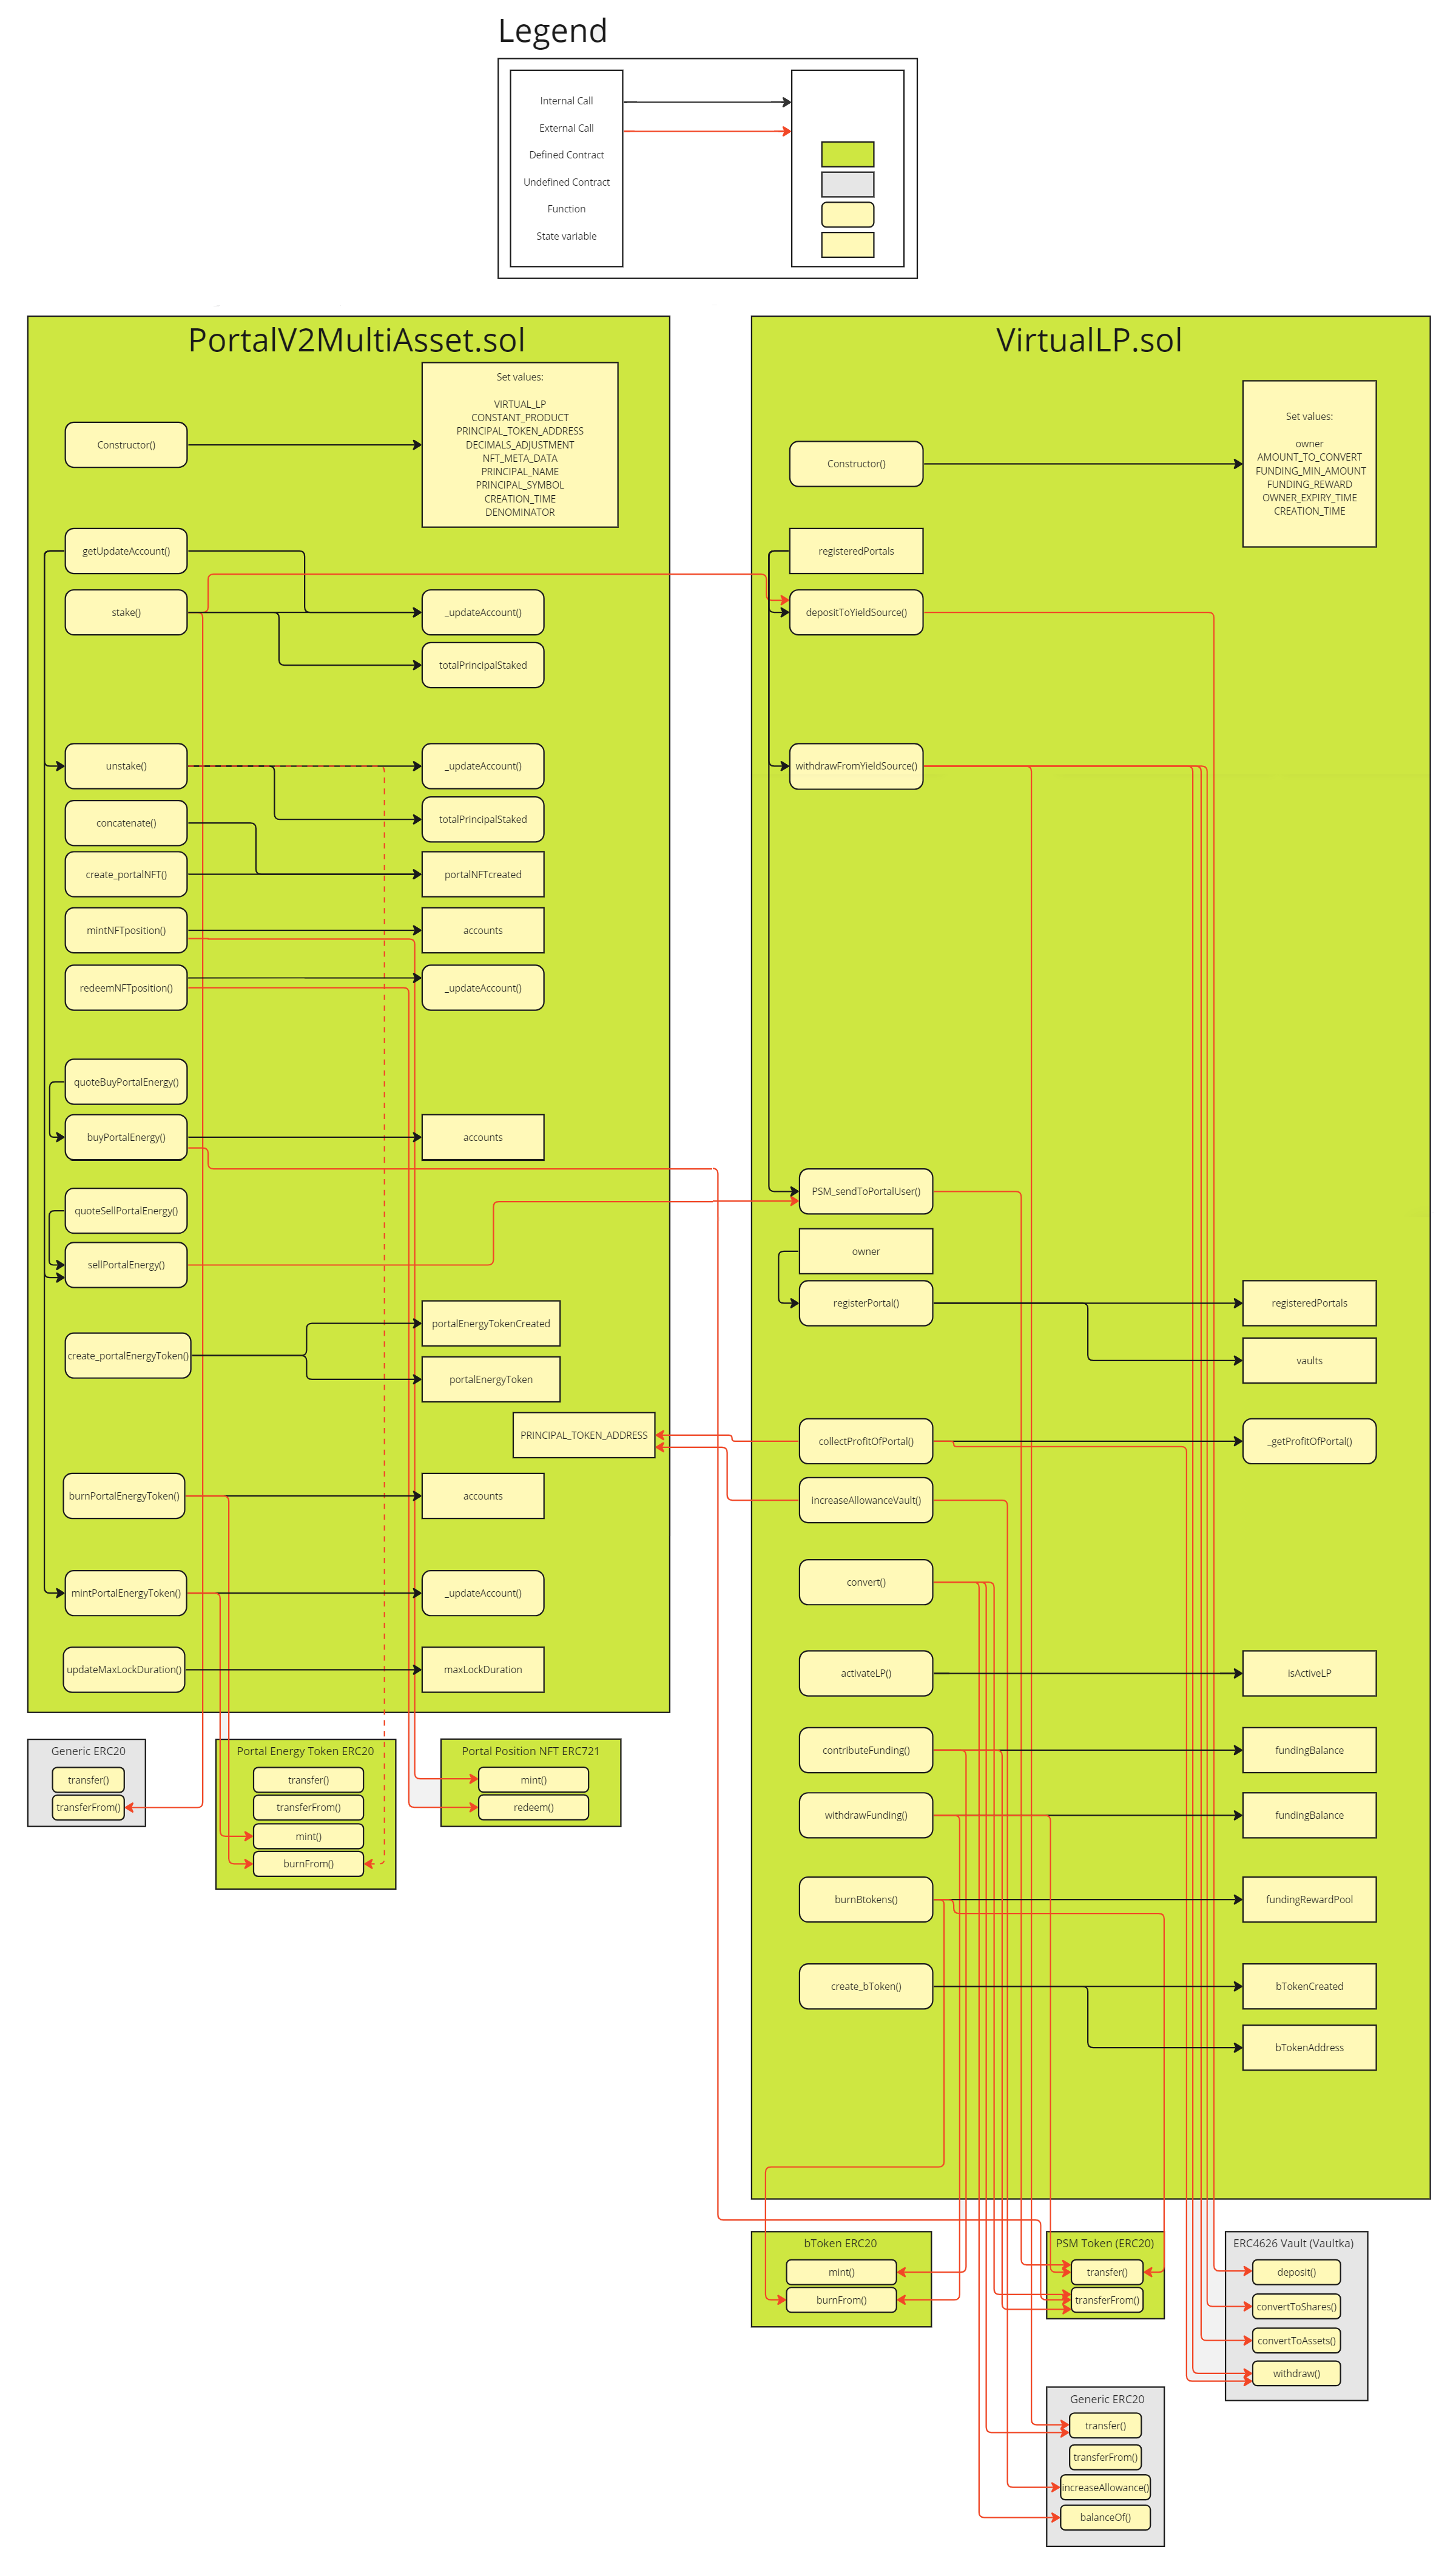 Legend
Internal Call
External Call
Defined Contract
Undefined Contract
Function
State variable
PortalV2MultiAsset.sol
Set values:
VIRTUAL_LP
CONSTANT_PRODUCT
PRINCIPAL_TOKEN_ADDRESS
DECIMALS_ADJUSTMENT
NFT_META_DATA
PRINCIPAL_NAME
PRINCIPAL_SYMBOL
CREATION_TIME
DENOMINATOR
Constructor()
getUpdateAccount()
stake()
_updateAccount()
totalPrincipalStaked
unstake()
_updateAccount()
concatenate()
totalPrincipalStaked
create_portalNFT()
portalNFTcreated
mintNFTposition()
accounts
redeemNFTposition()
_updateAccount()
quoteBuyPortalEnergy()
buyPortalEnergy()
accounts
quoteSellPortalEnergy()
sellPortalEnergy()
portalEnergyTokenCreated
create_portalEnergyToken()
portalEnergyToken
PRINCIPAL_TOKEN_ADDRESS
burnPortalEnergyToken()
accounts
mintPortalEnergyToken()
_updateAccount()
updateMaxLockDuration()
maxLockDuration
Generic ERC20
transfer()
transferFrom()
Portal Energy Token ERC20
transfer()
transferFrom()
mint()
burnFrom()
Portal Position NFT ERC721
mint()
redeem()
VirtualLP.sol
Set values:
owner
AMOUNT_TO_CONVERT
FUNDING_MIN_AMOUNT
FUNDING_REWARD
OWNER_EXPIRY_TIME
CREATION_TIME
Constructor()
registeredPortals
depositToYieldSource()
withdrawFromYieldSource()
PSM_sendToPortalUser()
owner
registerPortal()
registeredPortals
vaults
collectProfitOfPortal()
_getProfitOfPortal()
increaseAllowanceVault()
convert()
activateLP()
isActiveLP
contributeFunding()
fundingBalance
withdrawFunding()
fundingBalance
burnBtokens()
fundingRewardPool
create_bToken()
bTokenCreated
bTokenAddress
bToken ERC20
mint()
burnFrom()
PSM Token (ERC20)
transfer()
transferFrom()
ERC4626 Vault (Vaultka)
deposit()
convertToShares()
convertToAssets()
withdraw()
Generic ERC20
transfer()
transferFrom()
increaseAllowance()
balanceOf()